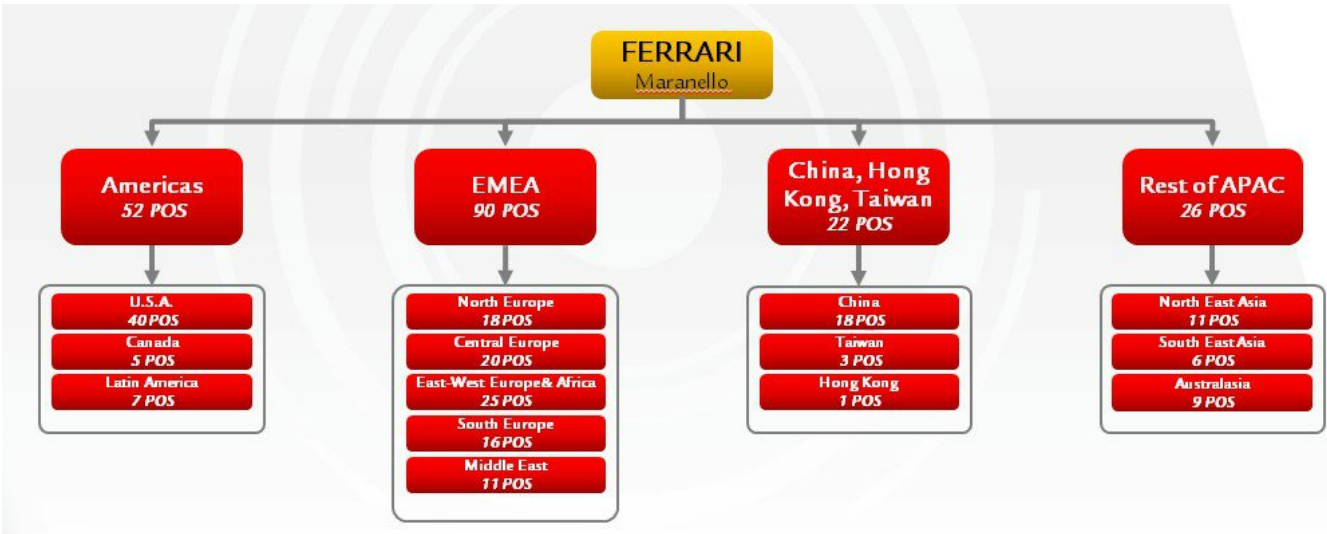 FERRARI
Maranello
Americas
52 POS
EMEA
90 POS
China, Hong
Kong, Taiwan
22 POS
Rest of APAC
26 POS
U.S.A.
40 POS
Canada
5 POS
Latin America
7 POS
North Europe
18 POS
Central Europe
20 POS
East-West Europe& Africa
25 POS
South Europe
16 POS
Middle East
11 POS
China
18 POS
Taiwan
3 POS
Hong Kong
1 POS
North East Asia
11 POS
South East Asia
6 POS
Australasia
9 POS